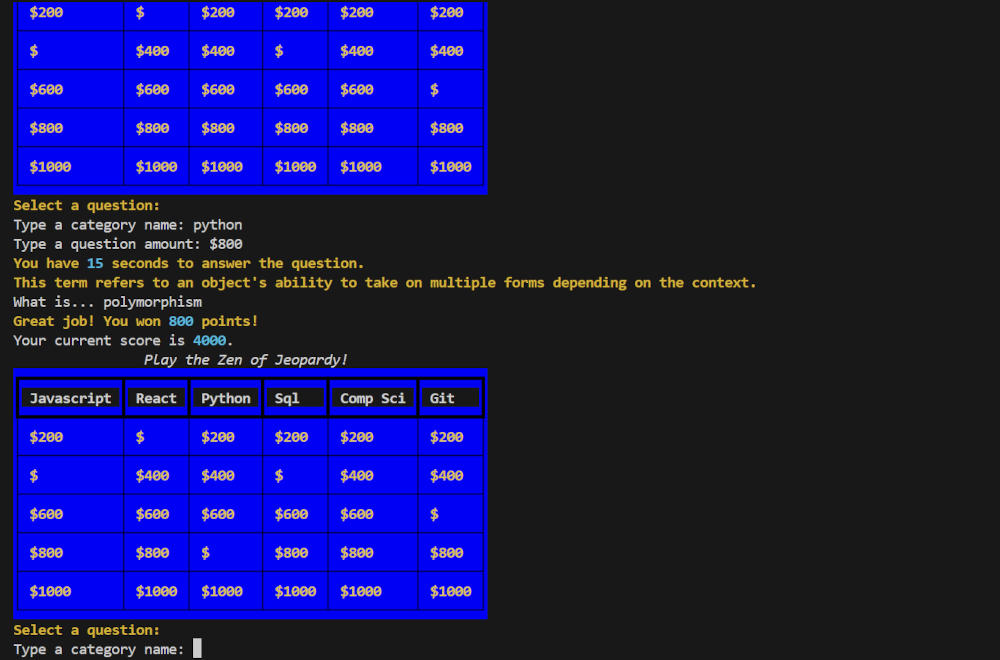 $200 $ $200 $200 $200 $200
$ $400 $400 $ $400 $400
$600 $600 $600 $600 $600 $
$800 $800 $800 $800 $800 $800
$1000 $1000 $1000 $1000 $1000 $1000
Select a question:
Type a category name: python
Type a question amount: $800
You have 15 seconds to answer the question.
This term refers to an object's ability to take on multiple forms depending on the context.
What is... polymorphism
Great job! You won 800 points!
Your current score is 4000.
Play the Zen of Jeopardy!
Javascript React Python Sql Comp Sci Git
$200 $ $200 $200 $200 $200
$ $400 $400 $ $400 $400
$600 $600 $600 $600 $600 $
$800 $800 $ $800 $800 $800
$1000 $1000 $1000 $1000 $1000 $1000
Select a question:
Type a category name: